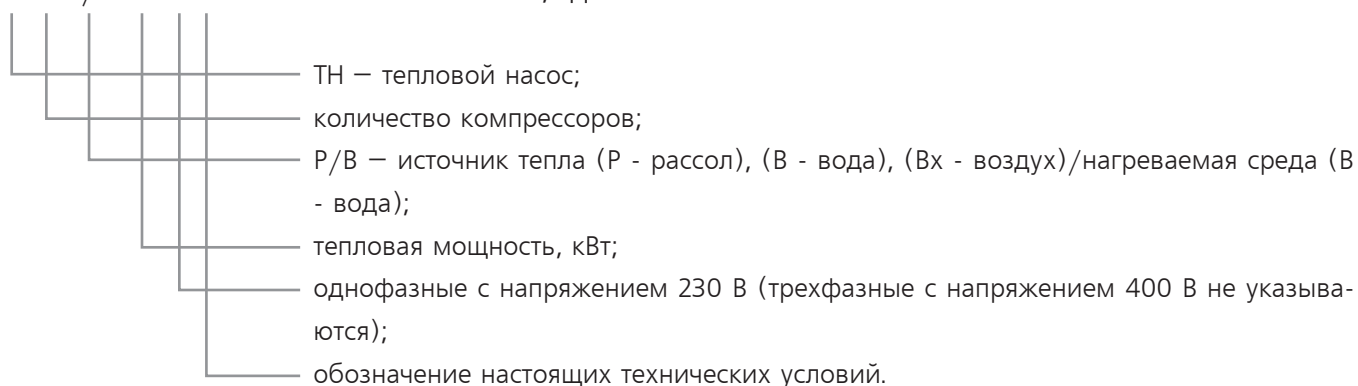 ТН — тепловой насос;
количество компрессоров;
Р/В — источник тепла (Р - рассол), (В - вода), (Вх - воздух)/нагреваемая среда (В
- вода);
тепловая мощность, кВт;
однофазные с напряжением 230 В (трехфазные с напряжением 400 В не указыва-
ются);
обозначение настоящих технических условий.